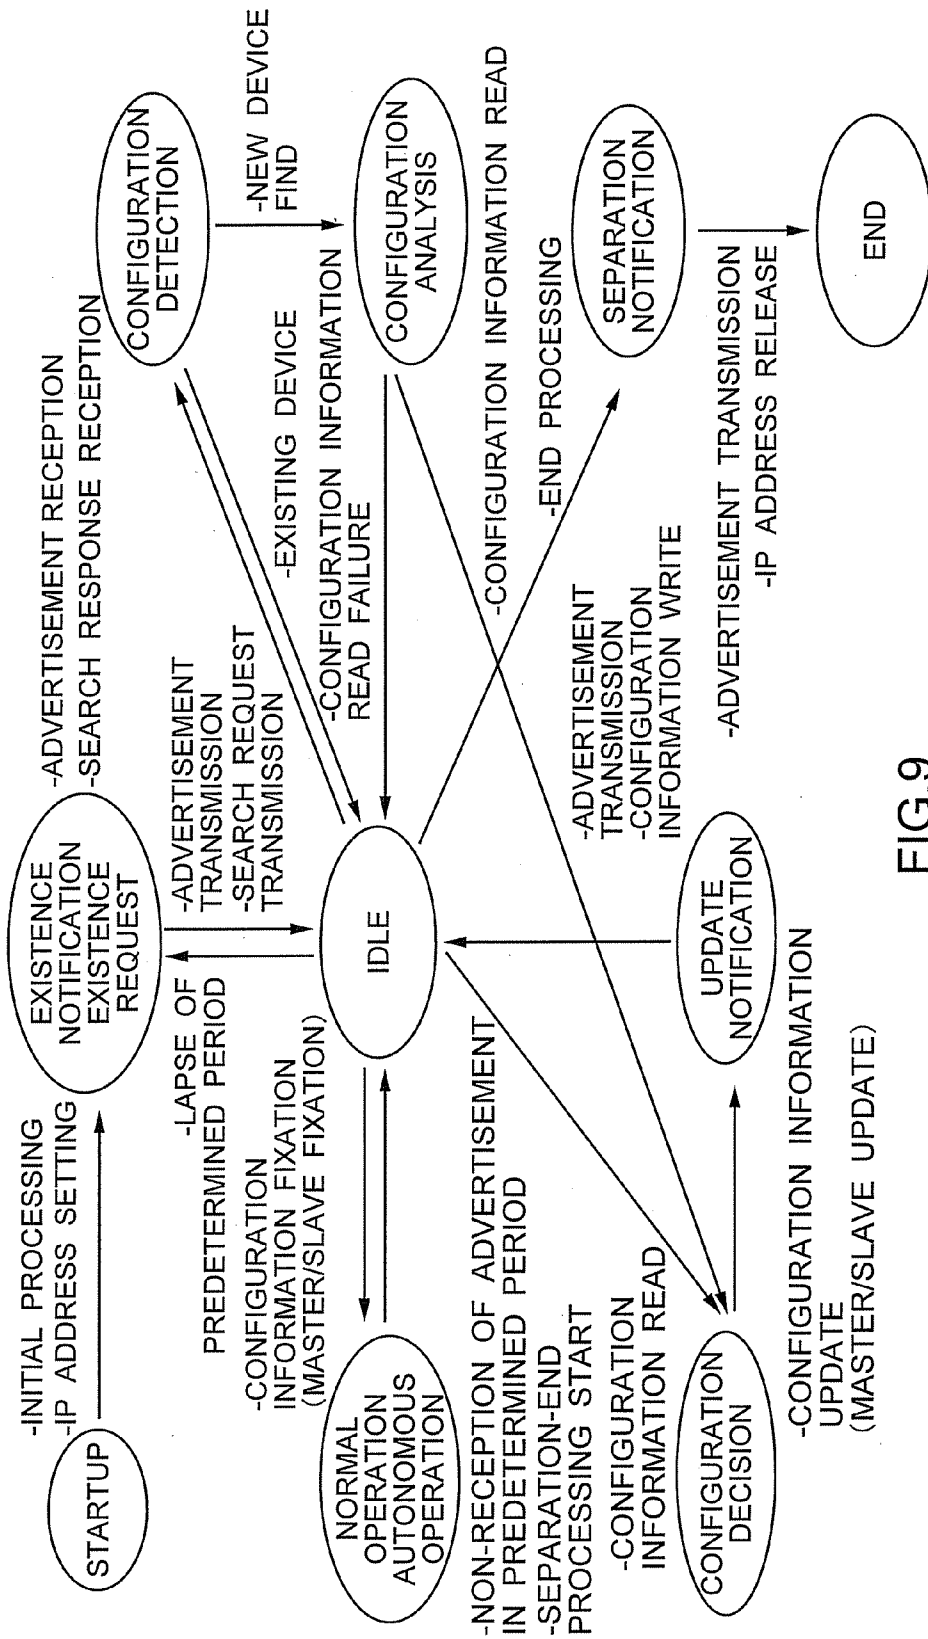 -INITIAL PROCESSING
-IP ADDRESS SETTING
STARTUP
EXISTENCE
NOTIFICATION
EXISTENCE
REQUEST
-ADVERTISEMENT RECEPTION
-SEARCH RESPONSE RECEPTION
CONFIGURATION
DETECTION
-LAPSE OF
PREDETERMINED PERIOD
-ADVERTISEMENT
TRANSMISSION
-SEARCH REQUEST
TRANSMISSION
-NEW DEVICE
FIND
-EXISTING DEVICE
-CONFIGURATION
INFORMATION FIXATION
(MASTER/SLAVE FIXATION)
NORMAL
OPERATION
AUTONOMOUS
OPERATION
IDLE
-CONFIGURATION INFORMATION
READ FAILURE
CONFIGURATION
ANALYSIS
-CONFIGURATION INFORMATION READ
-NON-RECEPTION OF ADVERTISEMENT
IN PREDETERMINED PERIOD
-SEPARATION-END
PROCESSING START
-CONFIGURATION
INFORMATION READ
-END PROCESSING
-ADVERTISEMENT
TRANSMISSION
-CONFIGURATION
INFORMATION WRITE
SEPARATION
NOTIFICATION
CONFIGURATION
DECISION
UPDATE
NOTIFICATION
-ADVERTISEMENT TRANSMISSION
-IP ADDRESS RELEASE
-CONFIGURATION INFORMATION
UPDATE
(MASTER/SLAVE UPDATE)
END
FIG.9